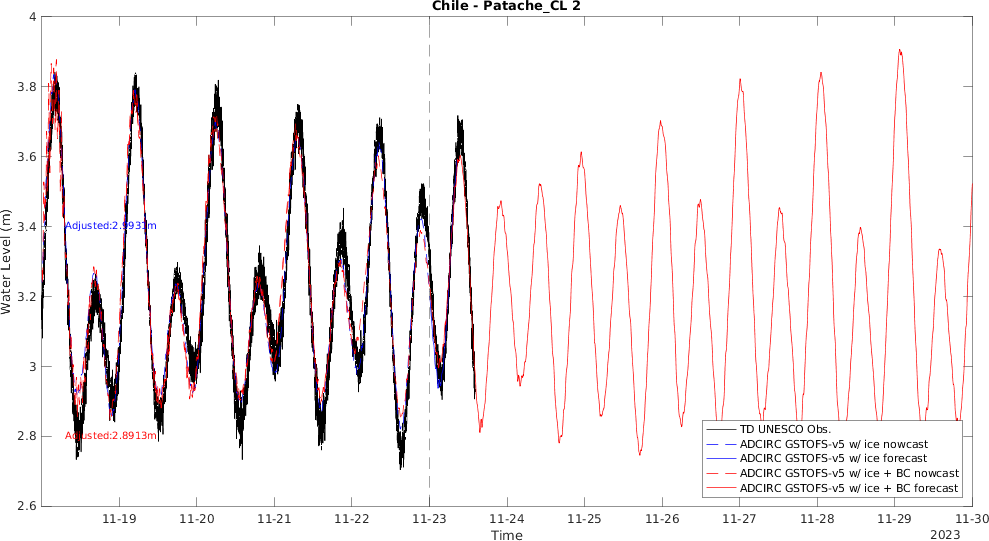 Chile - Patache_CL 2
Water Level (m)
4
3.8
3.6
3.4
3.2
3
2.8
2.6
Adjusted:2.9931m
Adjusted:2.8913m
TD UNESCO Obs.
ADCIRC GSTOFS-v5 w/ ice nowcast
ADCIRC GSTOFS-v5 w/ ice forecast
ADCIRC GSTOFS-v5 w/ ice + BC nowcast
ADCIRC GSTOFS-v5 w/ ice + BC forecast
11-19 11-20 11-21 11-22 11-23 11-24 11-25 11-26 11-27 11-28 11-29 11-30
Time
2023